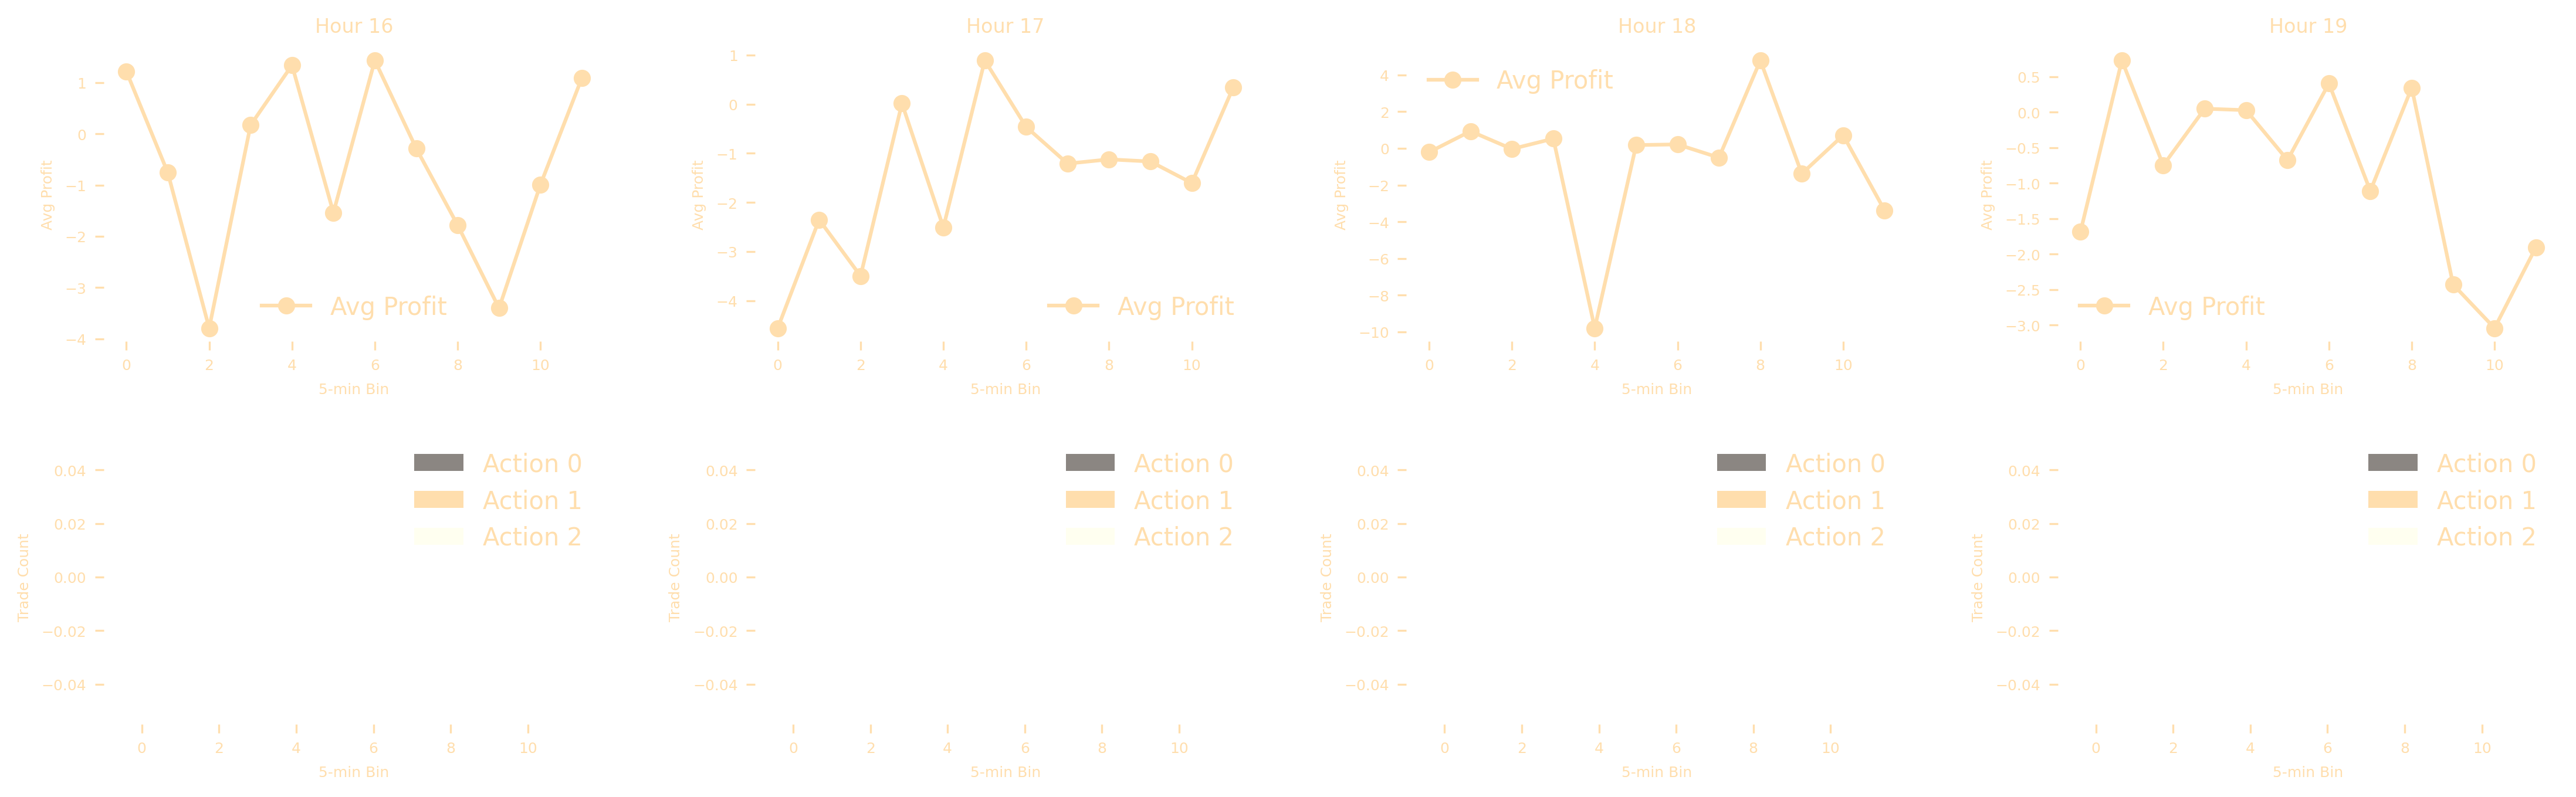 Hour 16
1
0
−1
−2
−3
−4
Avg Profit
Avg Profit
0 2 4 6 8 10
5-min Bin
Hour 17
1
0
−1
−2
−3
−4
Avg Profit
Avg Profit
0 2 4 6 8 10
5-min Bin
Hour 18
4
2
0
−2
−4
−6
−8
−10
Avg Profit
Avg Profit
0 2 4 6 8 10
5-min Bin
Hour 19
0.5
0.0
−0.5
−1.0
−1.5
−2.0
−2.5
−3.0
Avg Profit
Avg Profit
0 2 4 6 8 10
5-min Bin
0.04
0.02
0.00
−0.02
−0.04
Trade Count
Action 0
Action 1
Action 2
0 2 4 6 8 10
5-min Bin
0.04
0.02
0.00
−0.02
−0.04
Trade Count
Action 0
Action 1
Action 2
0 2 4 6 8 10
5-min Bin
0.04
0.02
0.00
−0.02
−0.04
Trade Count
Action 0
Action 1
Action 2
0 2 4 6 8 10
5-min Bin
0.04
0.02
0.00
−0.02
−0.04
Trade Count
Action 0
Action 1
Action 2
0 2 4 6 8 10
5-min Bin